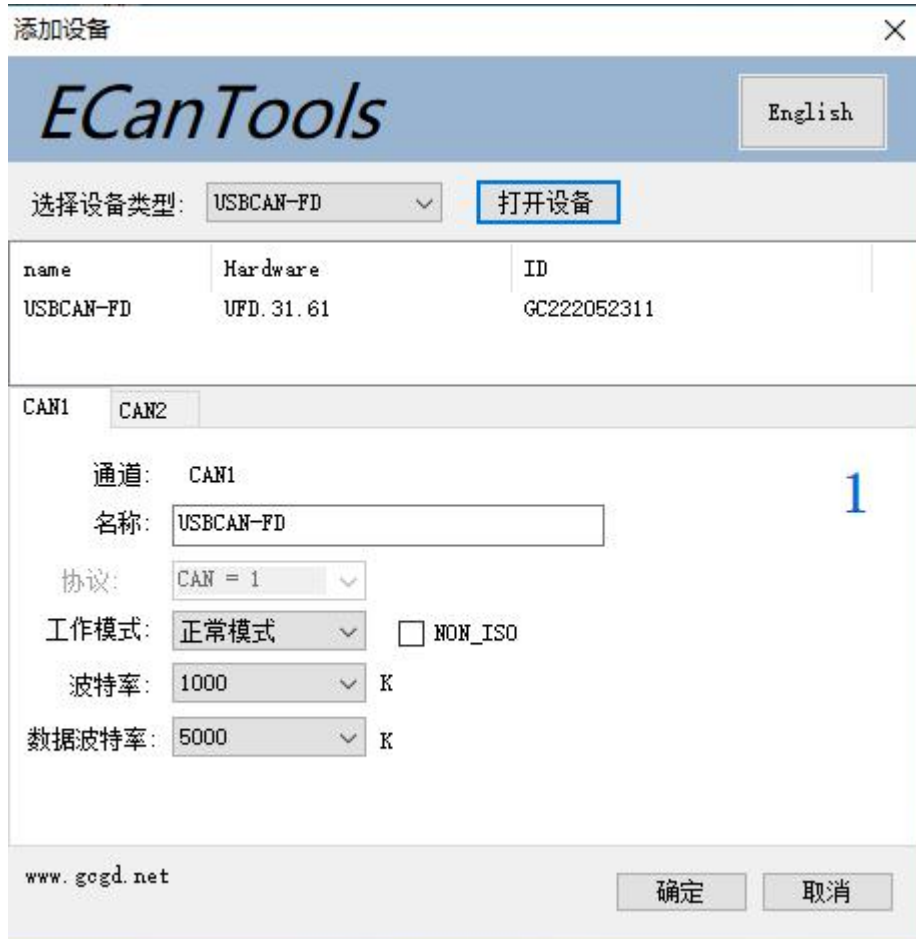 添加设备
ECanTools
English
选择设备类型: USBCAN-FD 打开设备
name Hardware ID
USBCAN-FD UFD.31.61 GC222052311
CAN1 CAN2
通道: CAN1
1
名称: USBCAN-FD
协议: CAN = 1
工作模式: 正常模式 NON_ISO
波特率: 1000 K
数据波特率: 5000 K
www.gcgd.net
确定 取消